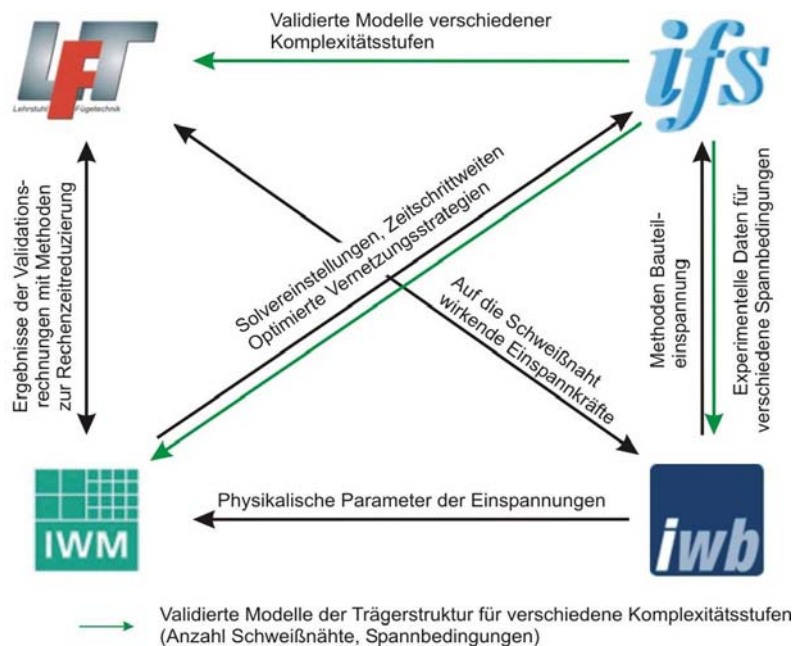 Validierte Modelle verschiedener
Komplexitätsstufen
LFT
Lehrstuhl Fügetechnik
ifs
Ergebnisse der Validations-
rechnungen mit Methoden
zur Rechenzeitreduzierung
Solvereinstellungen, Zeitschrittweiten
Optimierte Vernetzungsstrategien
Auf die Schweißnaht
wirkende Einspannkräfte
Methoden Bauteil-
einspannung
Experimentelle Daten für
verschiedene Spannbedingungen
IWM
Physikalische Parameter der Einspannungen
iwb
Validierte Modelle der Trägerstruktur für verschiedene Komplexitätsstufen
(Anzahl Schweißnähte, Spannbedingungen)